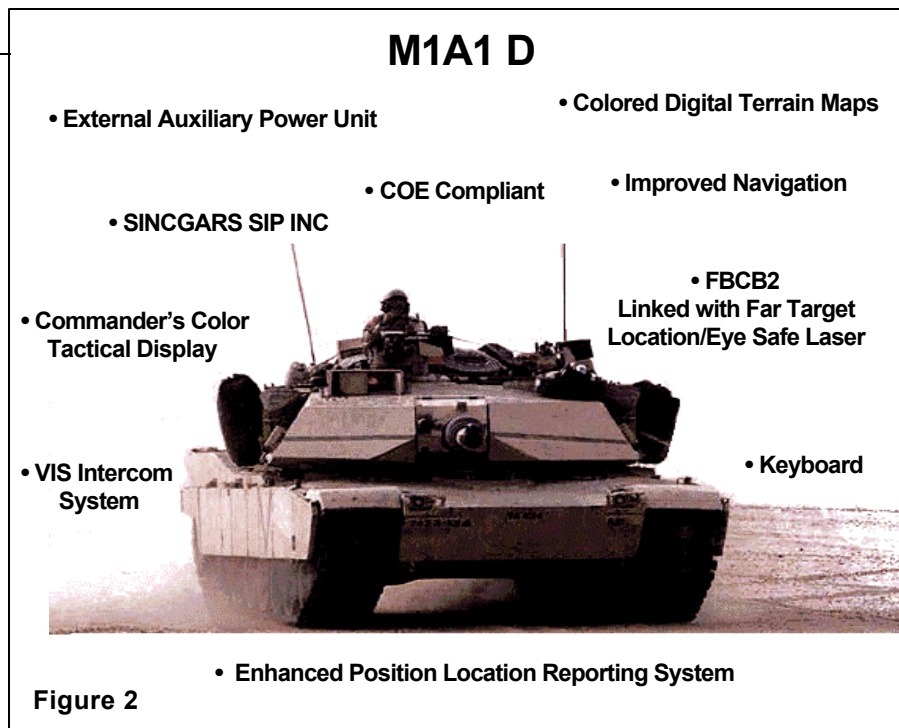 M1A1 D
• External Auxiliary Power Unit
• Colored Digital Terrain Maps
• COE Compliant
• Improved Navigation
• SINCGARS SIP INC
• FBCB2
Linked with Far Target
Location/Eye Safe Laser
• Commander's Color
Tactical Display
• VIS Intercom
System
• Keyboard
• Enhanced Position Location Reporting System
Figure 2